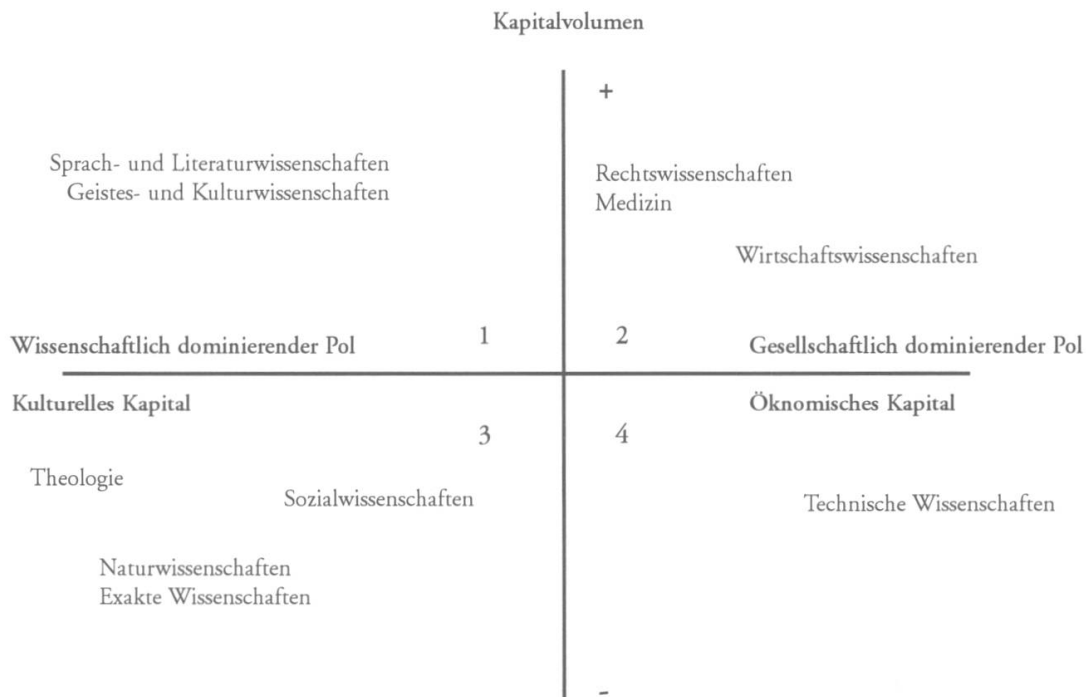 Kapitalvolumen
+
Sprach- und Literaturwissenschaften
Geistes- und Kulturwissenschaften
Rechtswissenschaften
Medizin
Wirtschaftswissenschaften
Wissenschaftlich dominierender Pol
1
2
Gesellschaftlich dominierender Pol
Kulturelles Kapital
Öknomisches Kapital
3
4
Theologie
Sozialwissenschaften
Technische Wissenschaften
Naturwissenschaften
Exakte Wissenschaften
-